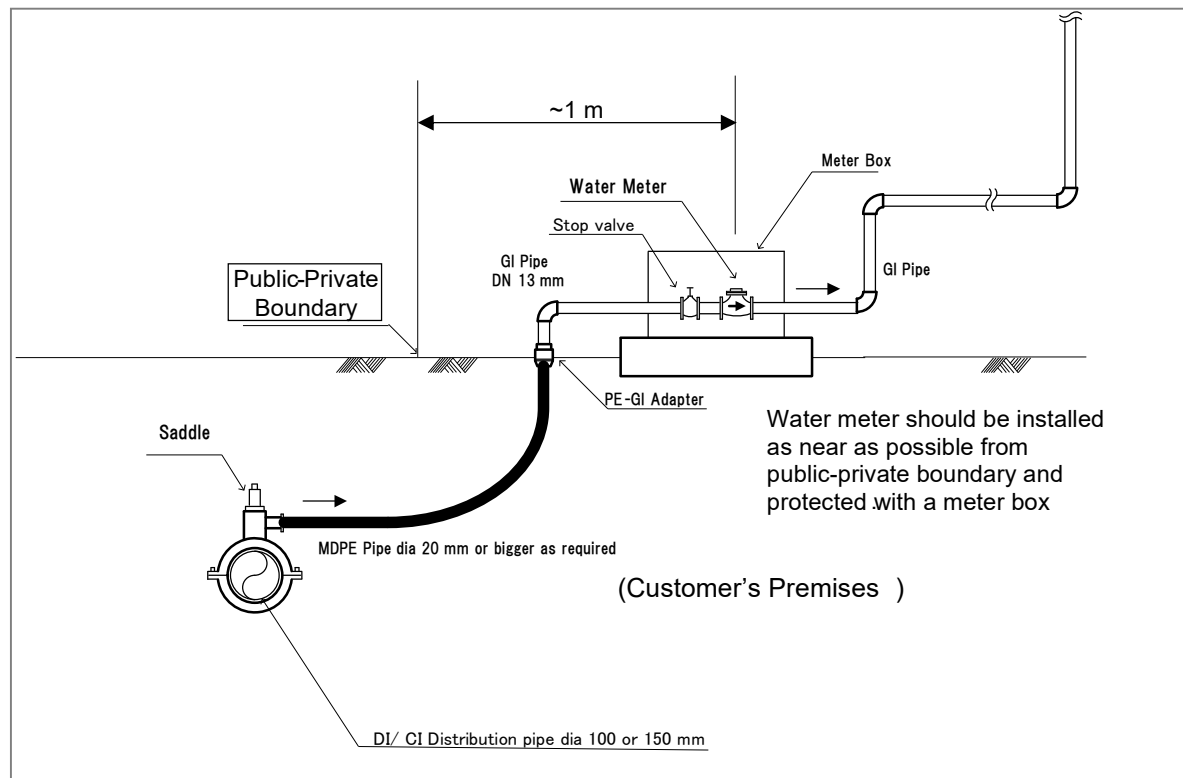 ~1 m
Meter Box
Water Meter
Stop valve
GI Pipe
DN 13 mm
GI Pipe
Public-Private
Boundary
PE-GI Adapter
Water meter should be installed
as near as possible from
public-private boundary and
protected .with a meter box
Saddle
MDPE Pipe dia 20 mm or bigger as required
(Customer's Premises )
DI/ CI Distribution pipe dia 100 or 150 mm